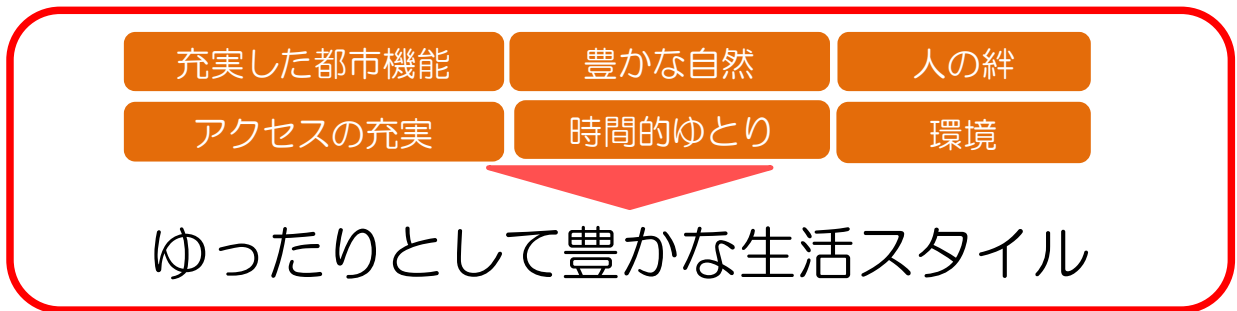 充実した都市機能 豊かな自然 人の絆
アクセスの充実 時間的ゆとり 環境
ゆったりとして豊かな生活スタイル